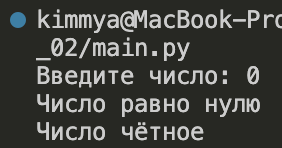 kimmya@MacBook-Pro
_02/main.py
Введите число: 0
Число равно нулю
Число чётное